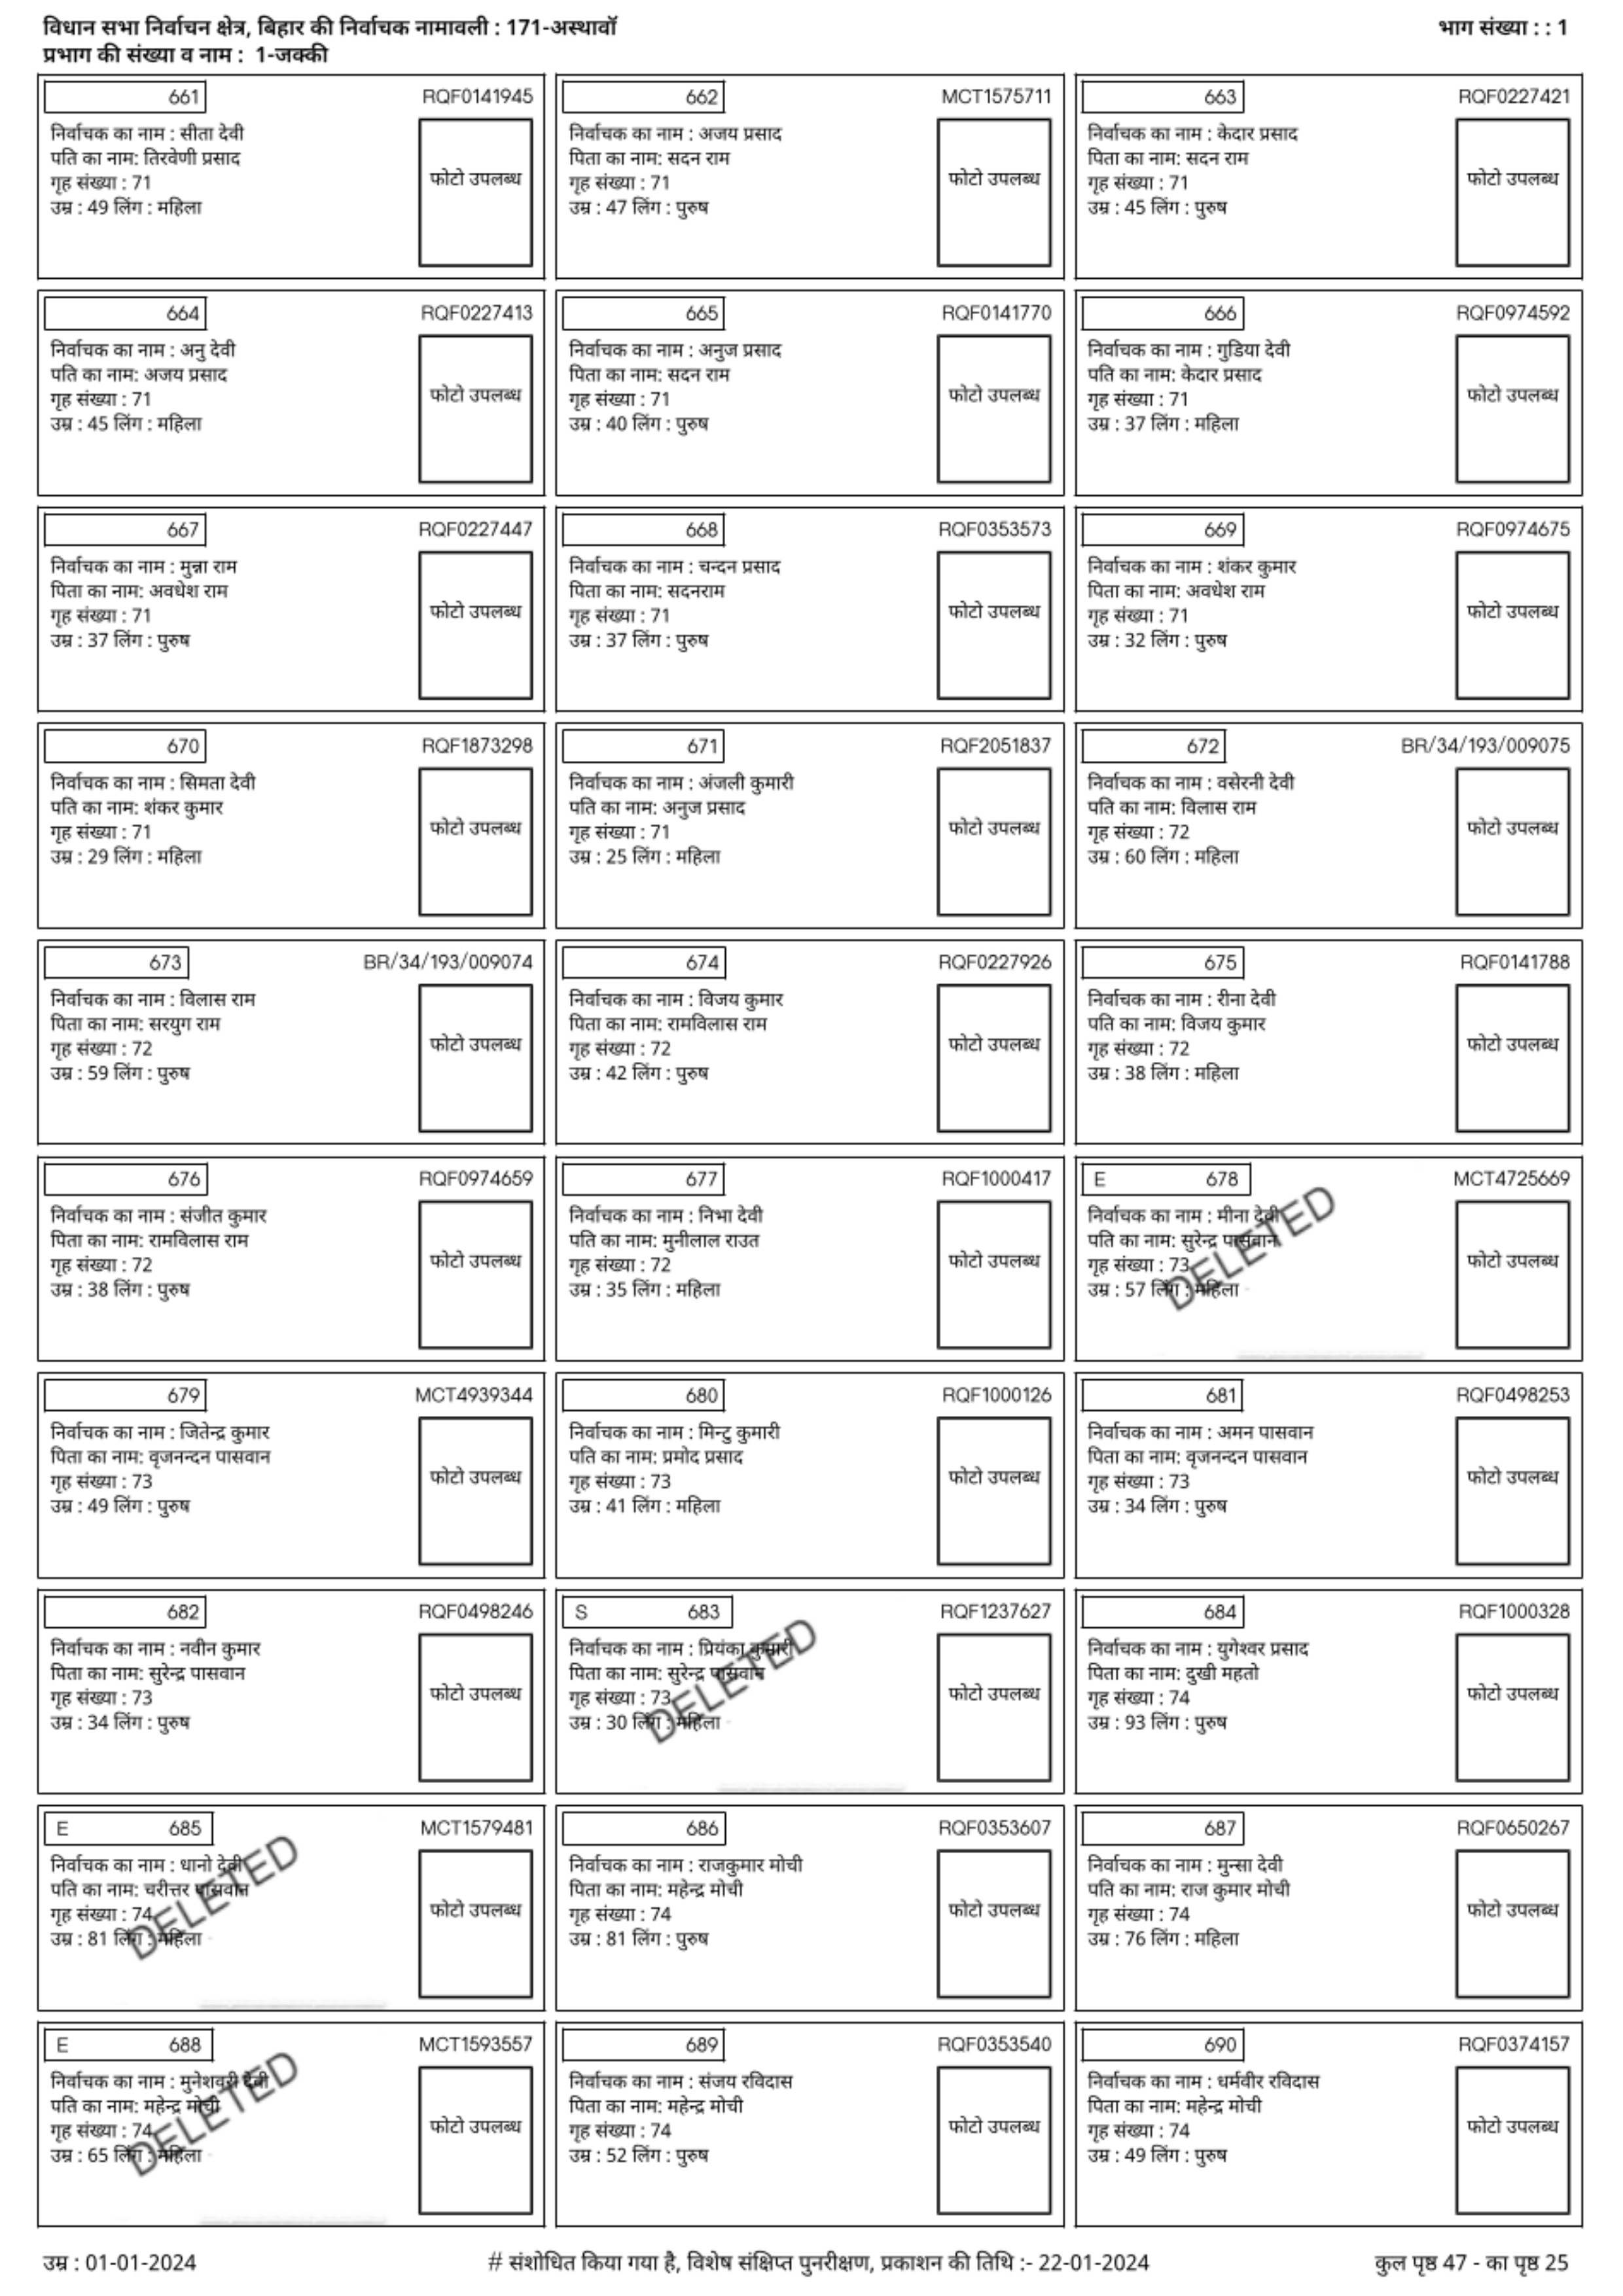 विधान सभा निर्वाचन क्षेत्र, बिहार की निर्वाचक नामावली : 171-अस्थावॉ
भाग संख्या : : 1
प्रभाग की संख्या व नाम : 1-जक्की
661 RQF0141945
निर्वाचक का नाम : सीता देवी
पति का नाम: तिरवेणी प्रसाद
गृह संख्या : 71
फोटो उपलब्ध
उम्र : 49 लिंग : महिला
662 MCT1575711
निर्वाचक का नाम : अजय प्रसाद
पिता का नाम: सदन राम
गृह संख्या : 71
फोटो उपलब्ध
उम्र : 47 लिंग : पुरुष
663 RQF0227421
निर्वाचक का नाम : केदार प्रसाद
पिता का नाम: सदन राम
गृह संख्या : 71
फोटो उपलब्ध
उम्र : 45 लिंग : पुरुष
664 RQF0227413
निर्वाचक का नाम : अनु देवी
पति का नाम: अजय प्रसाद
गृह संख्या : 71
फोटो उपलब्ध
उम्र : 45 लिंग : महिला
665 RQF0141770
निर्वाचक का नाम : अनुज प्रसाद
पिता का नाम: सदन राम
गृह संख्या : 71
फोटो उपलब्ध
उम्र : 40 लिंग : पुरुष
666 RQF0974592
निर्वाचक का नाम : गुडिया देवी
पति का नाम: केदार प्रसाद
गृह संख्या : 71
फोटो उपलब्ध
उम्र : 37 लिंग : महिला
667 RQF0227447
निर्वाचक का नाम : मुन्ना राम
पिता का नाम: अवधेश राम
गृह संख्या : 71
फोटो उपलब्ध
उम्र : 37 लिंग : पुरुष
668 RQF0353573
निर्वाचक का नाम : चन्दन प्रसाद
पिता का नाम: सदनराम
गृह संख्या : 71
फोटो उपलब्ध
उम्र : 37 लिंग : पुरुष
669 RQF0974675
निर्वाचक का नाम : शंकर कुमार
पिता का नाम: अवधेश राम
गृह संख्या : 71
फोटो उपलब्ध
उम्र : 32 लिंग : पुरुष
670 RQF1873298
निर्वाचक का नाम : सिमता देवी
पति का नाम: शंकर कुमार
गृह संख्या : 71
फोटो उपलब्ध
उम्र : 29 लिंग : महिला
671 RQF2051837
निर्वाचक का नाम : अंजली कुमारी
पति का नाम: अनुज प्रसाद
गृह संख्या : 71
फोटो उपलब्ध
उम्र : 25 लिंग : महिला
672 BR/34/193/009075
निर्वाचक का नाम : वसेरनी देवी
पति का नाम: विलास राम
गृह संख्या : 72
फोटो उपलब्ध
उम्र : 60 लिंग : महिला
673 BR/34/193/009074
निर्वाचक का नाम : विलास राम
पिता का नाम: सरयुग राम
गृह संख्या : 72
फोटो उपलब्ध
उम्र : 59 लिंग : पुरुष
674 RQF0227926
निर्वाचक का नाम : विजय कुमार
पिता का नाम: रामविलास राम
गृह संख्या : 72
फोटो उपलब्ध
उम्र : 42 लिंग : पुरुष
675 RQF0141788
निर्वाचक का नाम : रीना देवी
पति का नाम: विजय कुमार
गृह संख्या : 72
फोटो उपलब्ध
उम्र : 38 लिंग : महिला
676 RQF0974659
निर्वाचक का नाम : संजीत कुमार
पिता का नाम: रामविलास राम
गृह संख्या : 72
फोटो उपलब्ध
उम्र : 38 लिंग : पुरुष
677 RQF1000417
निर्वाचक का नाम : निभा देवी
पति का नाम: मुनीलाल राउत
गृह संख्या : 72
फोटो उपलब्ध
उम्र : 35 लिंग : महिला
E 678 MCT4725669
निर्वाचक का नाम : मीना देवी
पति का नाम: सुरेन्द्र पासवान
गृह संख्या : 73
फोटो उपलब्ध
उम्र : 57 लिंग : महिला
DELETED
679 MCT4939344
निर्वाचक का नाम : जितेन्द्र कुमार
पिता का नाम: वृजनन्दन पासवान
गृह संख्या : 73
फोटो उपलब्ध
उम्र : 49 लिंग : पुरुष
680 RQF1000126
निर्वाचक का नाम : मिन्टु कुमारी
पति का नाम: प्रमोद प्रसाद
गृह संख्या : 73
फोटो उपलब्ध
उम्र : 41 लिंग : महिला
681 RQF0498253
निर्वाचक का नाम : अमन पासवान
पिता का नाम: वृजनन्दन पासवान
गृह संख्या : 73
फोटो उपलब्ध
उम्र : 34 लिंग : पुरुष
682 RQF0498246
निर्वाचक का नाम : नवीन कुमार
पिता का नाम: सुरेन्द्र पासवान
गृह संख्या : 73
फोटो उपलब्ध
उम्र : 34 लिंग : पुरुष
S 683 RQF1237627
निर्वाचक का नाम : प्रियंका कुमारी
पिता का नाम: सुरेन्द्र पासवान
गृह संख्या : 73
फोटो उपलब्ध
उम्र : 30 लिंग : महिला
DELETED
684 RQF1000328
निर्वाचक का नाम : युगेश्वर प्रसाद
पिता का नाम: दुखी महतो
गृह संख्या : 74
फोटो उपलब्ध
उम्र : 93 लिंग : पुरुष
E 685 MCT1579481
निर्वाचक का नाम : धानो देवी
पति का नाम: चरीत्तर पासवान
गृह संख्या : 74
फोटो उपलब्ध
उम्र : 81 लिंग : महिला
DELETED
686 RQF0353607
निर्वाचक का नाम : राजकुमार मोची
पिता का नाम: महेन्द्र मोची
गृह संख्या : 74
फोटो उपलब्ध
उम्र : 81 लिंग : पुरुष
687 RQF0650267
निर्वाचक का नाम : मुन्सा देवी
पति का नाम: राज कुमार मोची
गृह संख्या : 74
फोटो उपलब्ध
उम्र : 76 लिंग : महिला
E 688 MCT1593557
निर्वाचक का नाम : मुनेशवरी देवी
पति का नाम: महेन्द्र मोची
गृह संख्या : 74
फोटो उपलब्ध
उम्र : 65 लिंग : महिला
DELETED
689 RQF0353540
निर्वाचक का नाम : संजय रविदास
पिता का नाम: महेन्द्र मोची
गृह संख्या : 74
फोटो उपलब्ध
उम्र : 52 लिंग : पुरुष
690 RQF0374157
निर्वाचक का नाम : धर्मवीर रविदास
पिता का नाम: महेन्द्र मोची
गृह संख्या : 74
फोटो उपलब्ध
उम्र : 49 लिंग : पुरुष
उम्र : 01-01-2024
# संशोधित किया गया है, विशेष संक्षिप्त पुनरीक्षण, प्रकाशन की तिथि :- 22-01-2024
कुल पृष्ठ 47 - का पृष्ठ 25